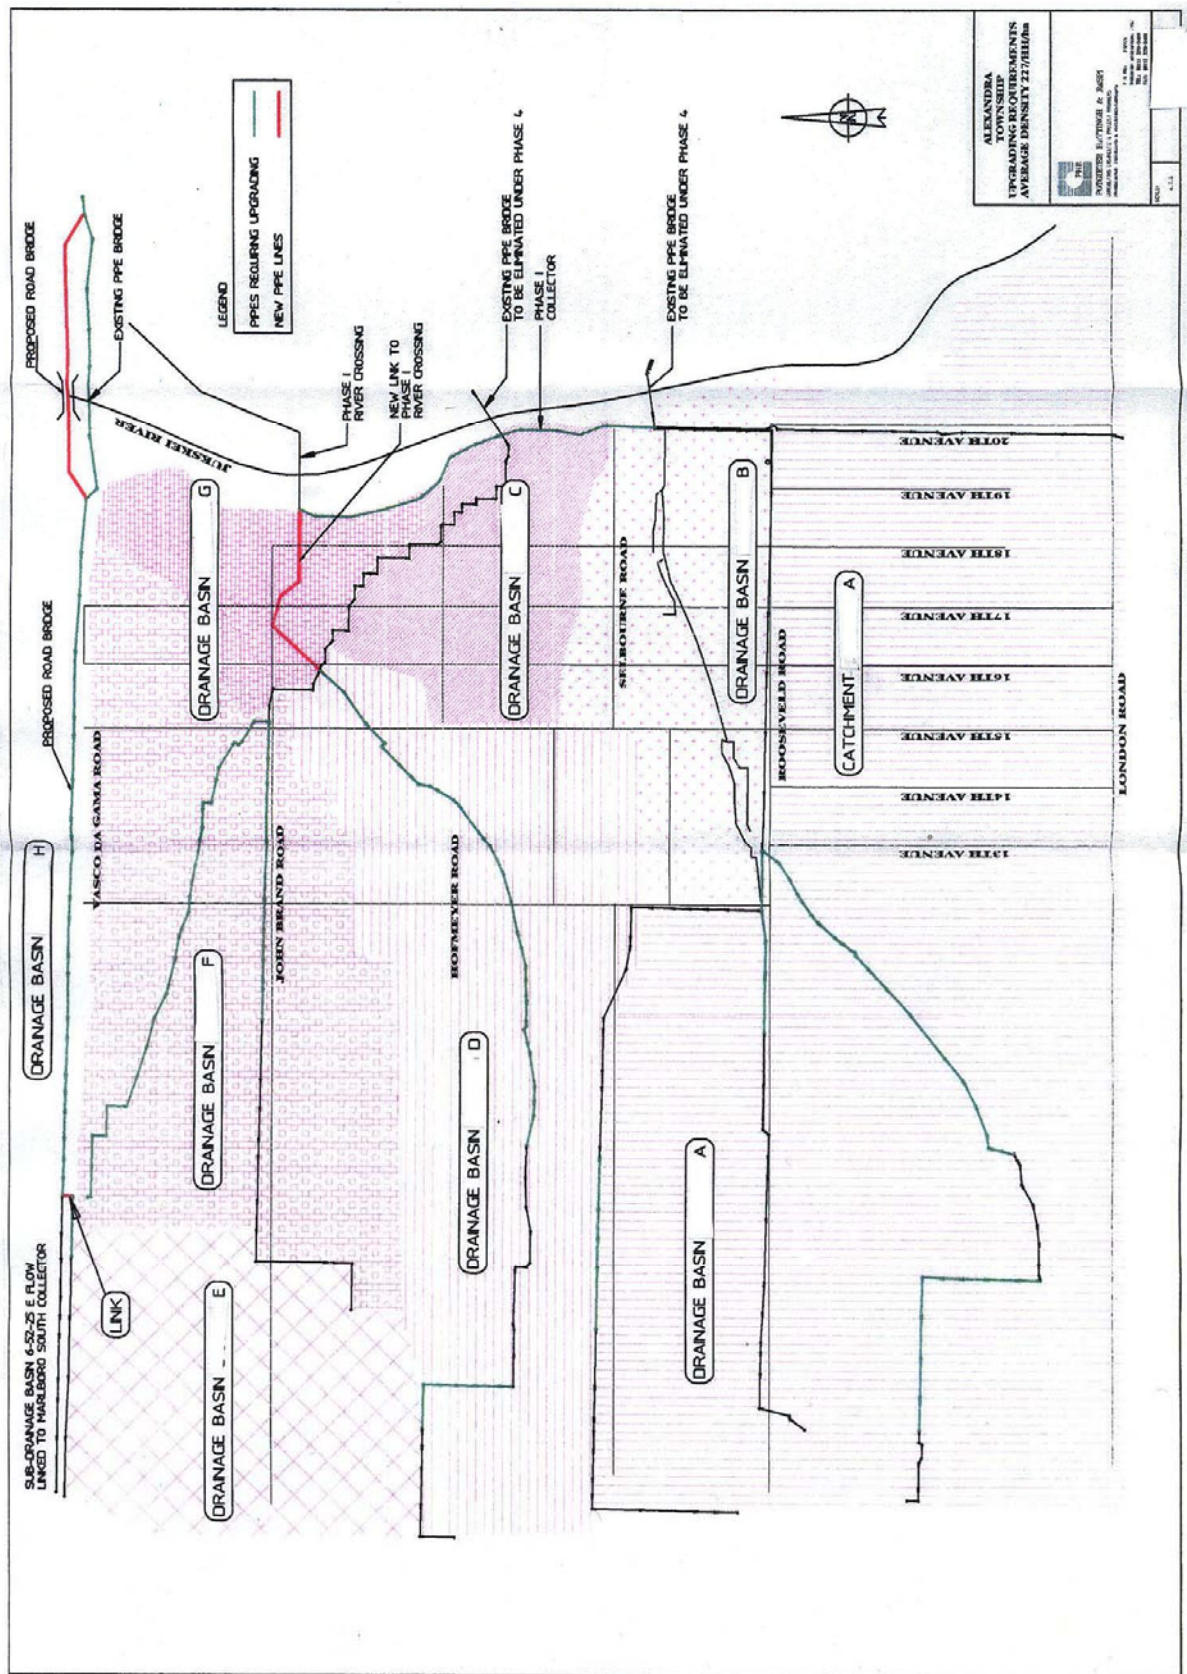 SUB-DRAINAGE BASIN 6-52-25 E FLOW
LINKED TO MARLBORO SOUTH COLLECTOR
LINK
DRAINAGE BASIN H
PROPOSED ROAD BRIDGE
PROPOSED ROAD BRIDGE
EXISTING PIPE BRIDGE
VASCO DA GAMA ROAD
JUKSKEI RIVER
DRAINAGE BASIN E
DRAINAGE BASIN F
DRAINAGE BASIN G
LEGEND
PIPES REQUIRING UPGRADING
NEW PIPE LINES
JOHN BRAND ROAD
PHASE 1
RIVER CROSSING
NEW LINK TO
PHASE 1
RIVER CROSSING
HOFMEYER ROAD
DRAINAGE BASIN D
DRAINAGE BASIN C
EXISTING PIPE BRIDGE
TO BE ELIMINATED UNDER PHASE 4
PHASE 1
COLLECTOR
SELBOURNE ROAD
EXISTING PIPE BRIDGE
TO BE ELIMINATED UNDER PHASE 4
DRAINAGE BASIN A
DRAINAGE BASIN B
ROOSEVELD ROAD
CATCHMENT A
13TH AVENUE
14TH AVENUE
15TH AVENUE
16TH AVENUE
17TH AVENUE
18TH AVENUE
19TH AVENUE
20TH AVENUE
LONDON ROAD
N
ALEXANDRA
TOWNSHIP
UPGRADING REQUIREMENTS
AVERAGE DENSITY 227/HH/ha
PHR